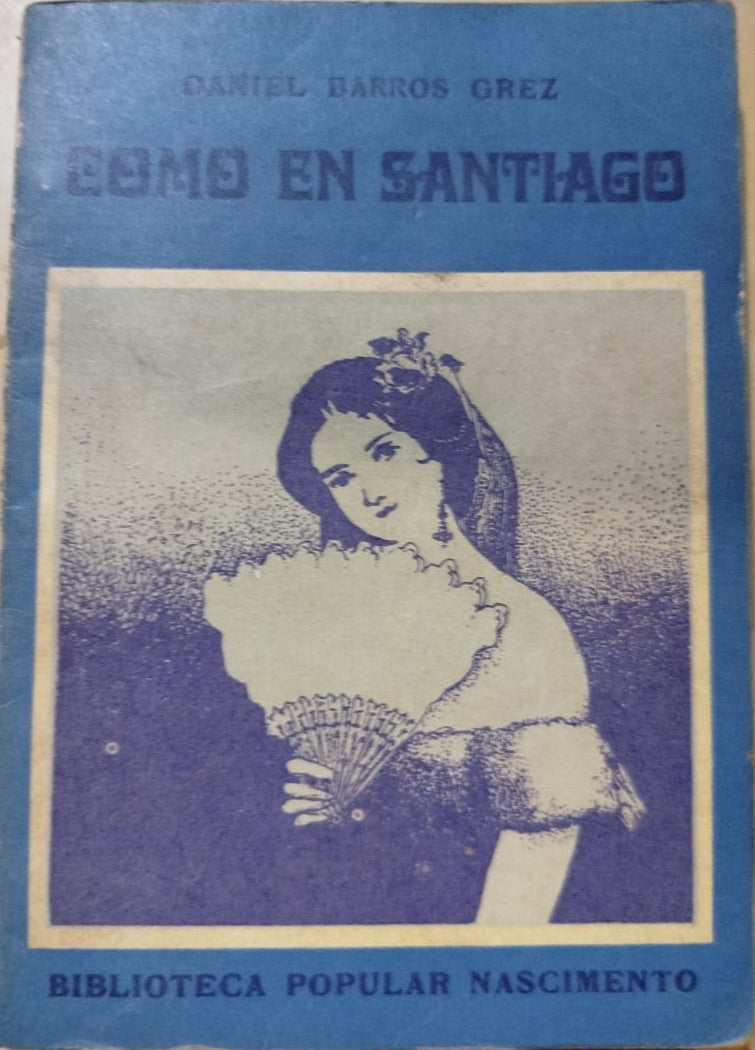 DANIEL BARROS GREZ
COMO EN SANTIAGO
BIBLIOTECA POPULAR NASCIMENTO